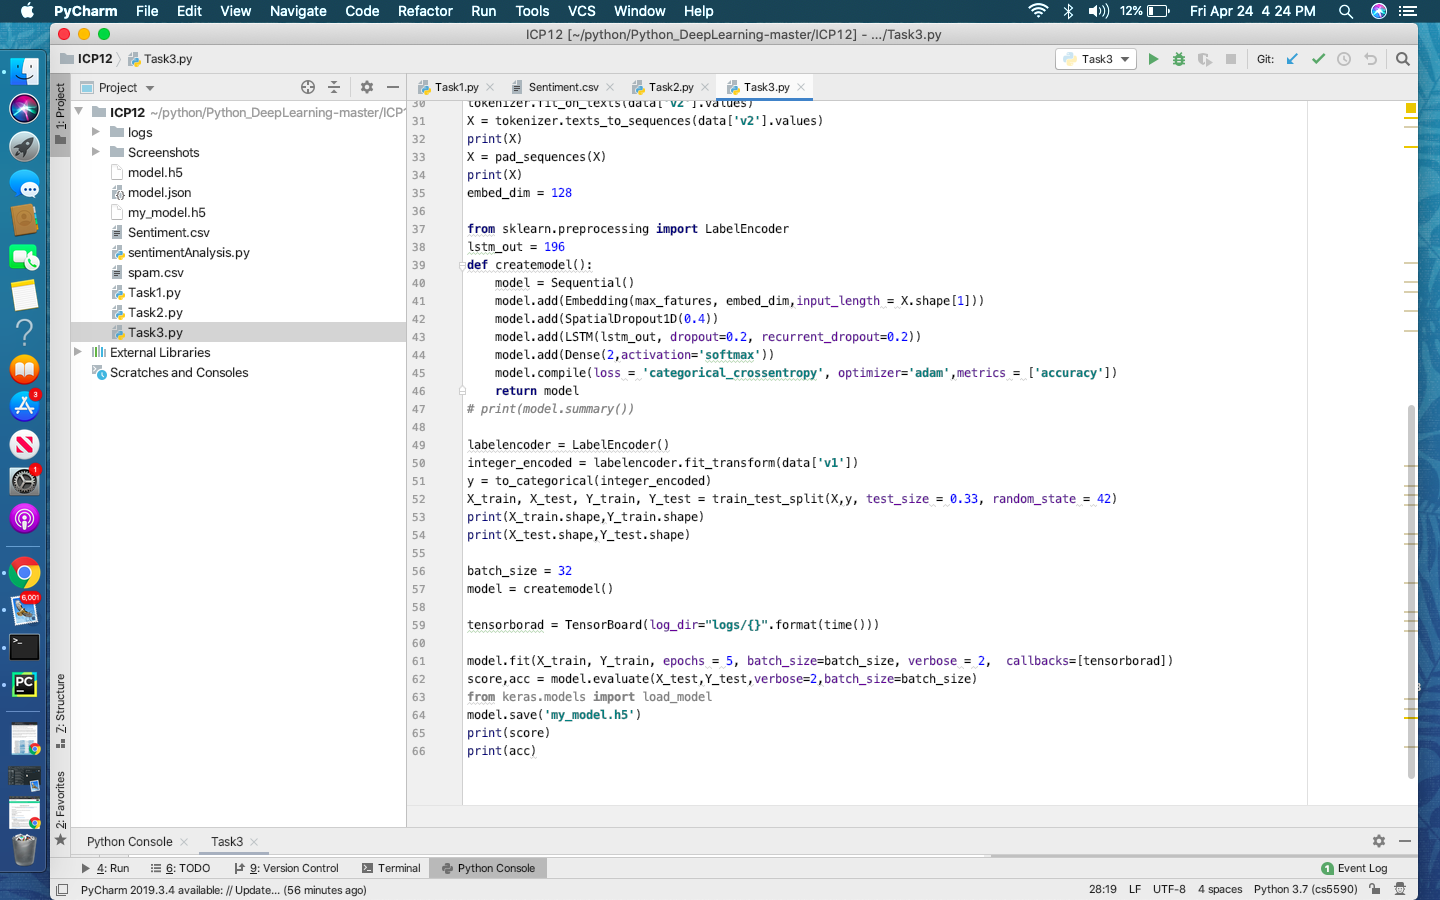 PyCharm File Edit View Navigate Code Refactor Run Tools VCS Window Help 12% Fri Apr 24 4:24 PM
ICP12 [~/python/Python_DeepLearning-master/ICP12] - .../Task3.py
ICP12 Task3.py Task3 Git:
1: Project
Project
Task1.py Sentiment.csv Task2.py Task3.py
ICP12 ~/python/Python_DeepLearning-master/ICP1
logs
Screenshots
model.h5
model.json
my_model.h5
Sentiment.csv
sentimentAnalysis.py
spam.csv
Task1.py
Task2.py
Task3.py
External Libraries
Scratches and Consoles
30 tokenizer.fit_on_texts(data['v2'].values)
31 X = tokenizer.texts_to_sequences(data['v2'].values)
32 print(X)
33 X = pad_sequences(X)
34 print(X)
35 embed_dim = 128
36
37 from sklearn.preprocessing import LabelEncoder
38 lstm_out = 196
39 def createmodel():
40 model = Sequential()
41 model.add(Embedding(max_fatures, embed_dim,input_length = X.shape[1]))
42 model.add(SpatialDropout1D(0.4))
43 model.add(LSTM(lstm_out, dropout=0.2, recurrent_dropout=0.2))
44 model.add(Dense(2,activation='softmax'))
45 model.compile(loss = 'categorical_crossentropy', optimizer='adam',metrics = ['accuracy'])
46 return model
47 # print(model.summary())
48
49 labelencoder = LabelEncoder()
50 integer_encoded = labelencoder.fit_transform(data['v1'])
51 y = to_categorical(integer_encoded)
52 X_train, X_test, Y_train, Y_test = train_test_split(X,y, test_size = 0.33, random_state = 42)
53 print(X_train.shape,Y_train.shape)
54 print(X_test.shape,Y_test.shape)
55
56 batch_size = 32
57 model = createmodel()
58
59 tensorborad = TensorBoard(log_dir="logs/{}".format(time()))
60
61 model.fit(X_train, Y_train, epochs = 5, batch_size=batch_size, verbose = 2, callbacks=[tensorborad])
62 score,acc = model.evaluate(X_test,Y_test,verbose=2,batch_size=batch_size)
63 from keras.models import load_model
64 model.save('my_model.h5')
65 print(score)
66 print(acc)
3
1
6,001
PC
Z: Structure
2: Favorites
Python Console Task3
4: Run 6: TODO 9: Version Control Terminal Python Console 1 Event Log
PyCharm 2019.3.4 available: // Update... (56 minutes ago) 28:19 LF UTF-8 4 spaces Python 3.7 (cs5590)